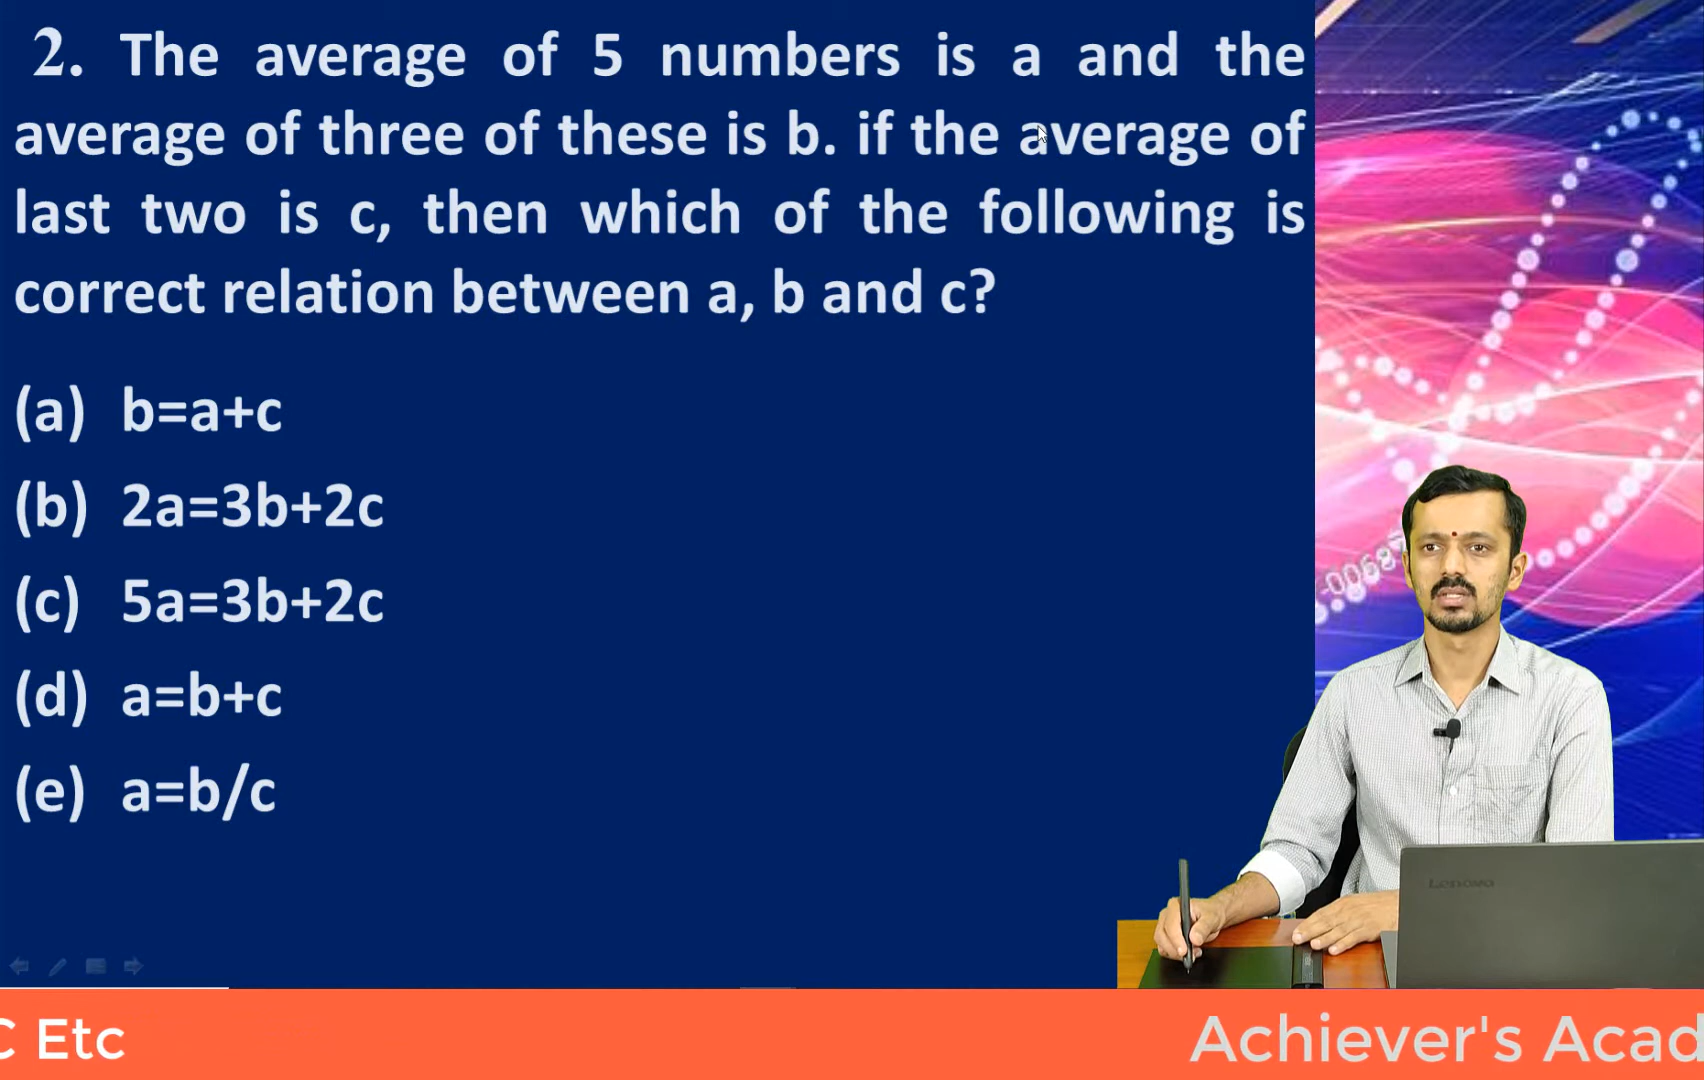 2. The average of 5 numbers is a and the
average of three of these is b. if the average of
last two is c, then which of the following is
correct relation between a, b and c?
(a) b=a+c
(b) 2a=3b+2c
(c) 5a=3b+2c
(d) a=b+c
(e) a=b/c
Lenovo
C Etc
Achiever's Acad